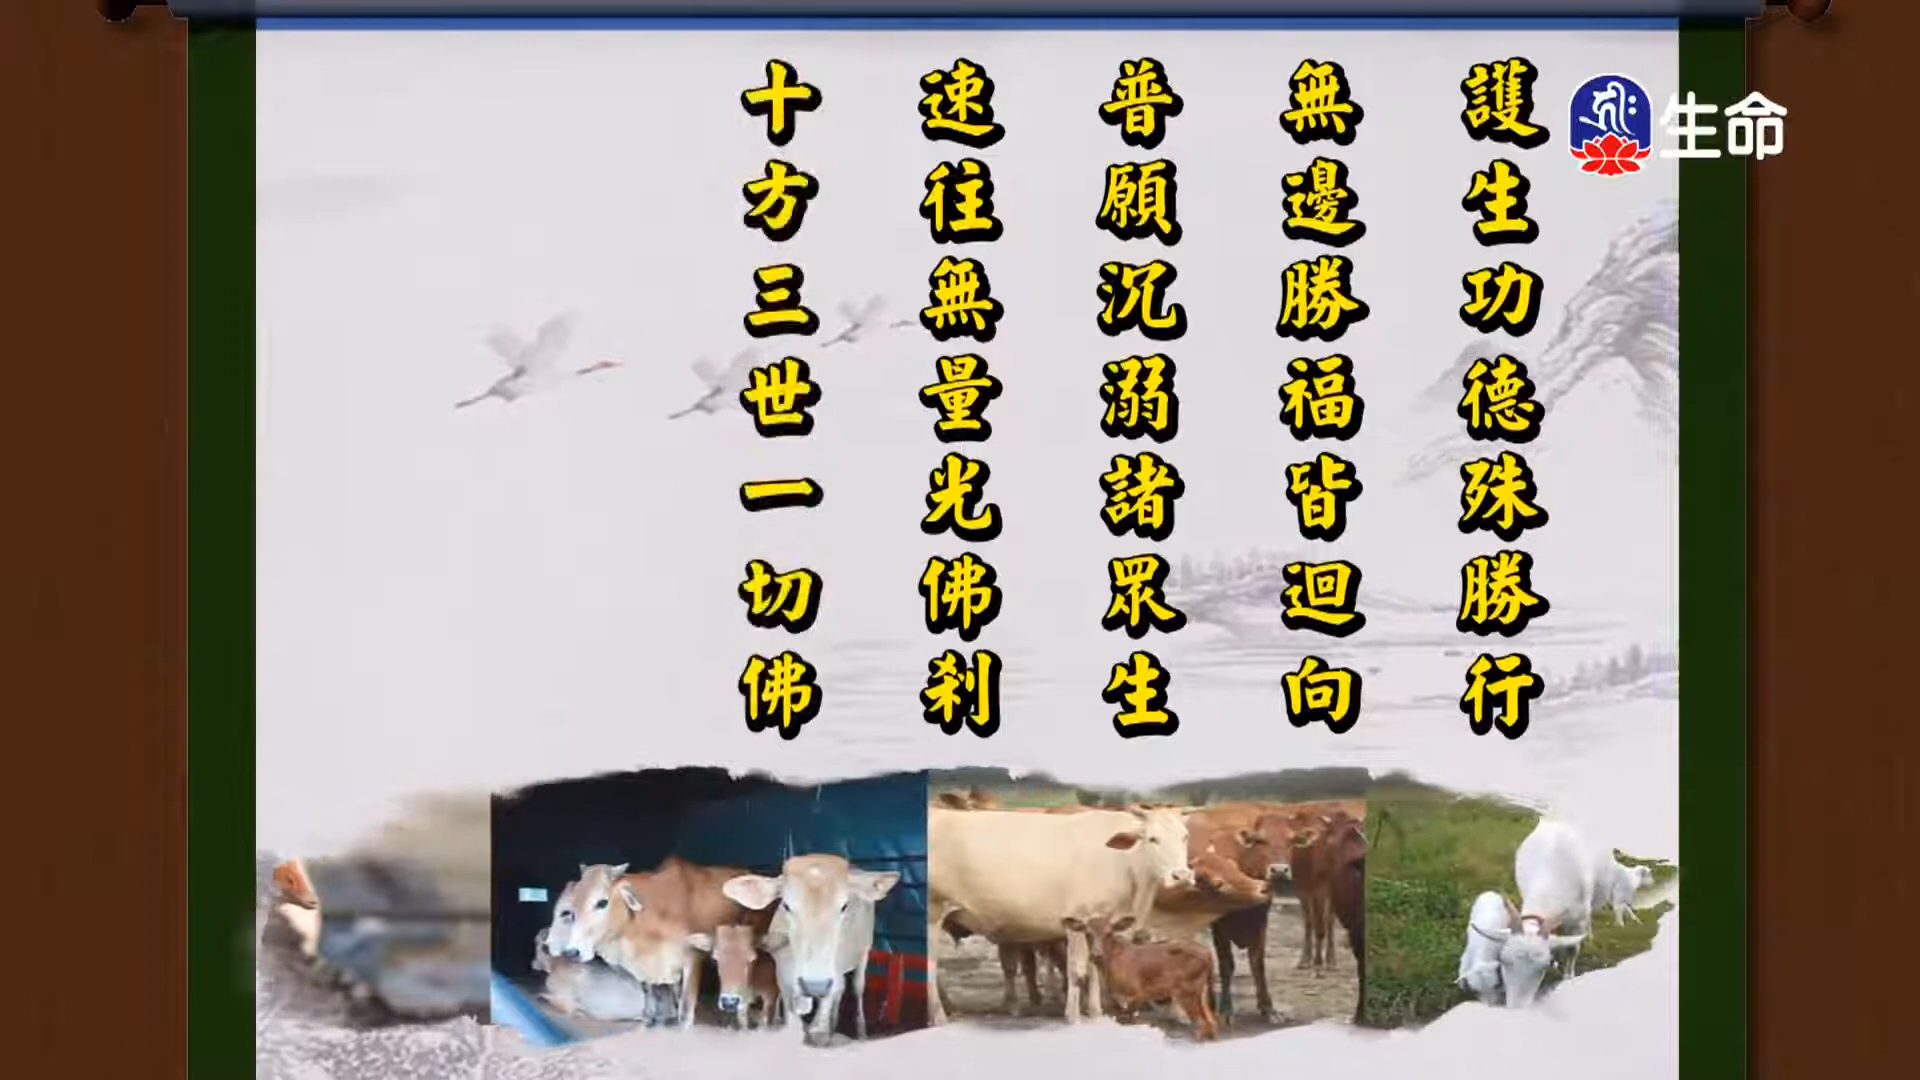 護生功德殊勝行
無邊勝福皆迴向
普願沉溺諸眾生
速往無量光佛剎
十方三世一切佛
生命